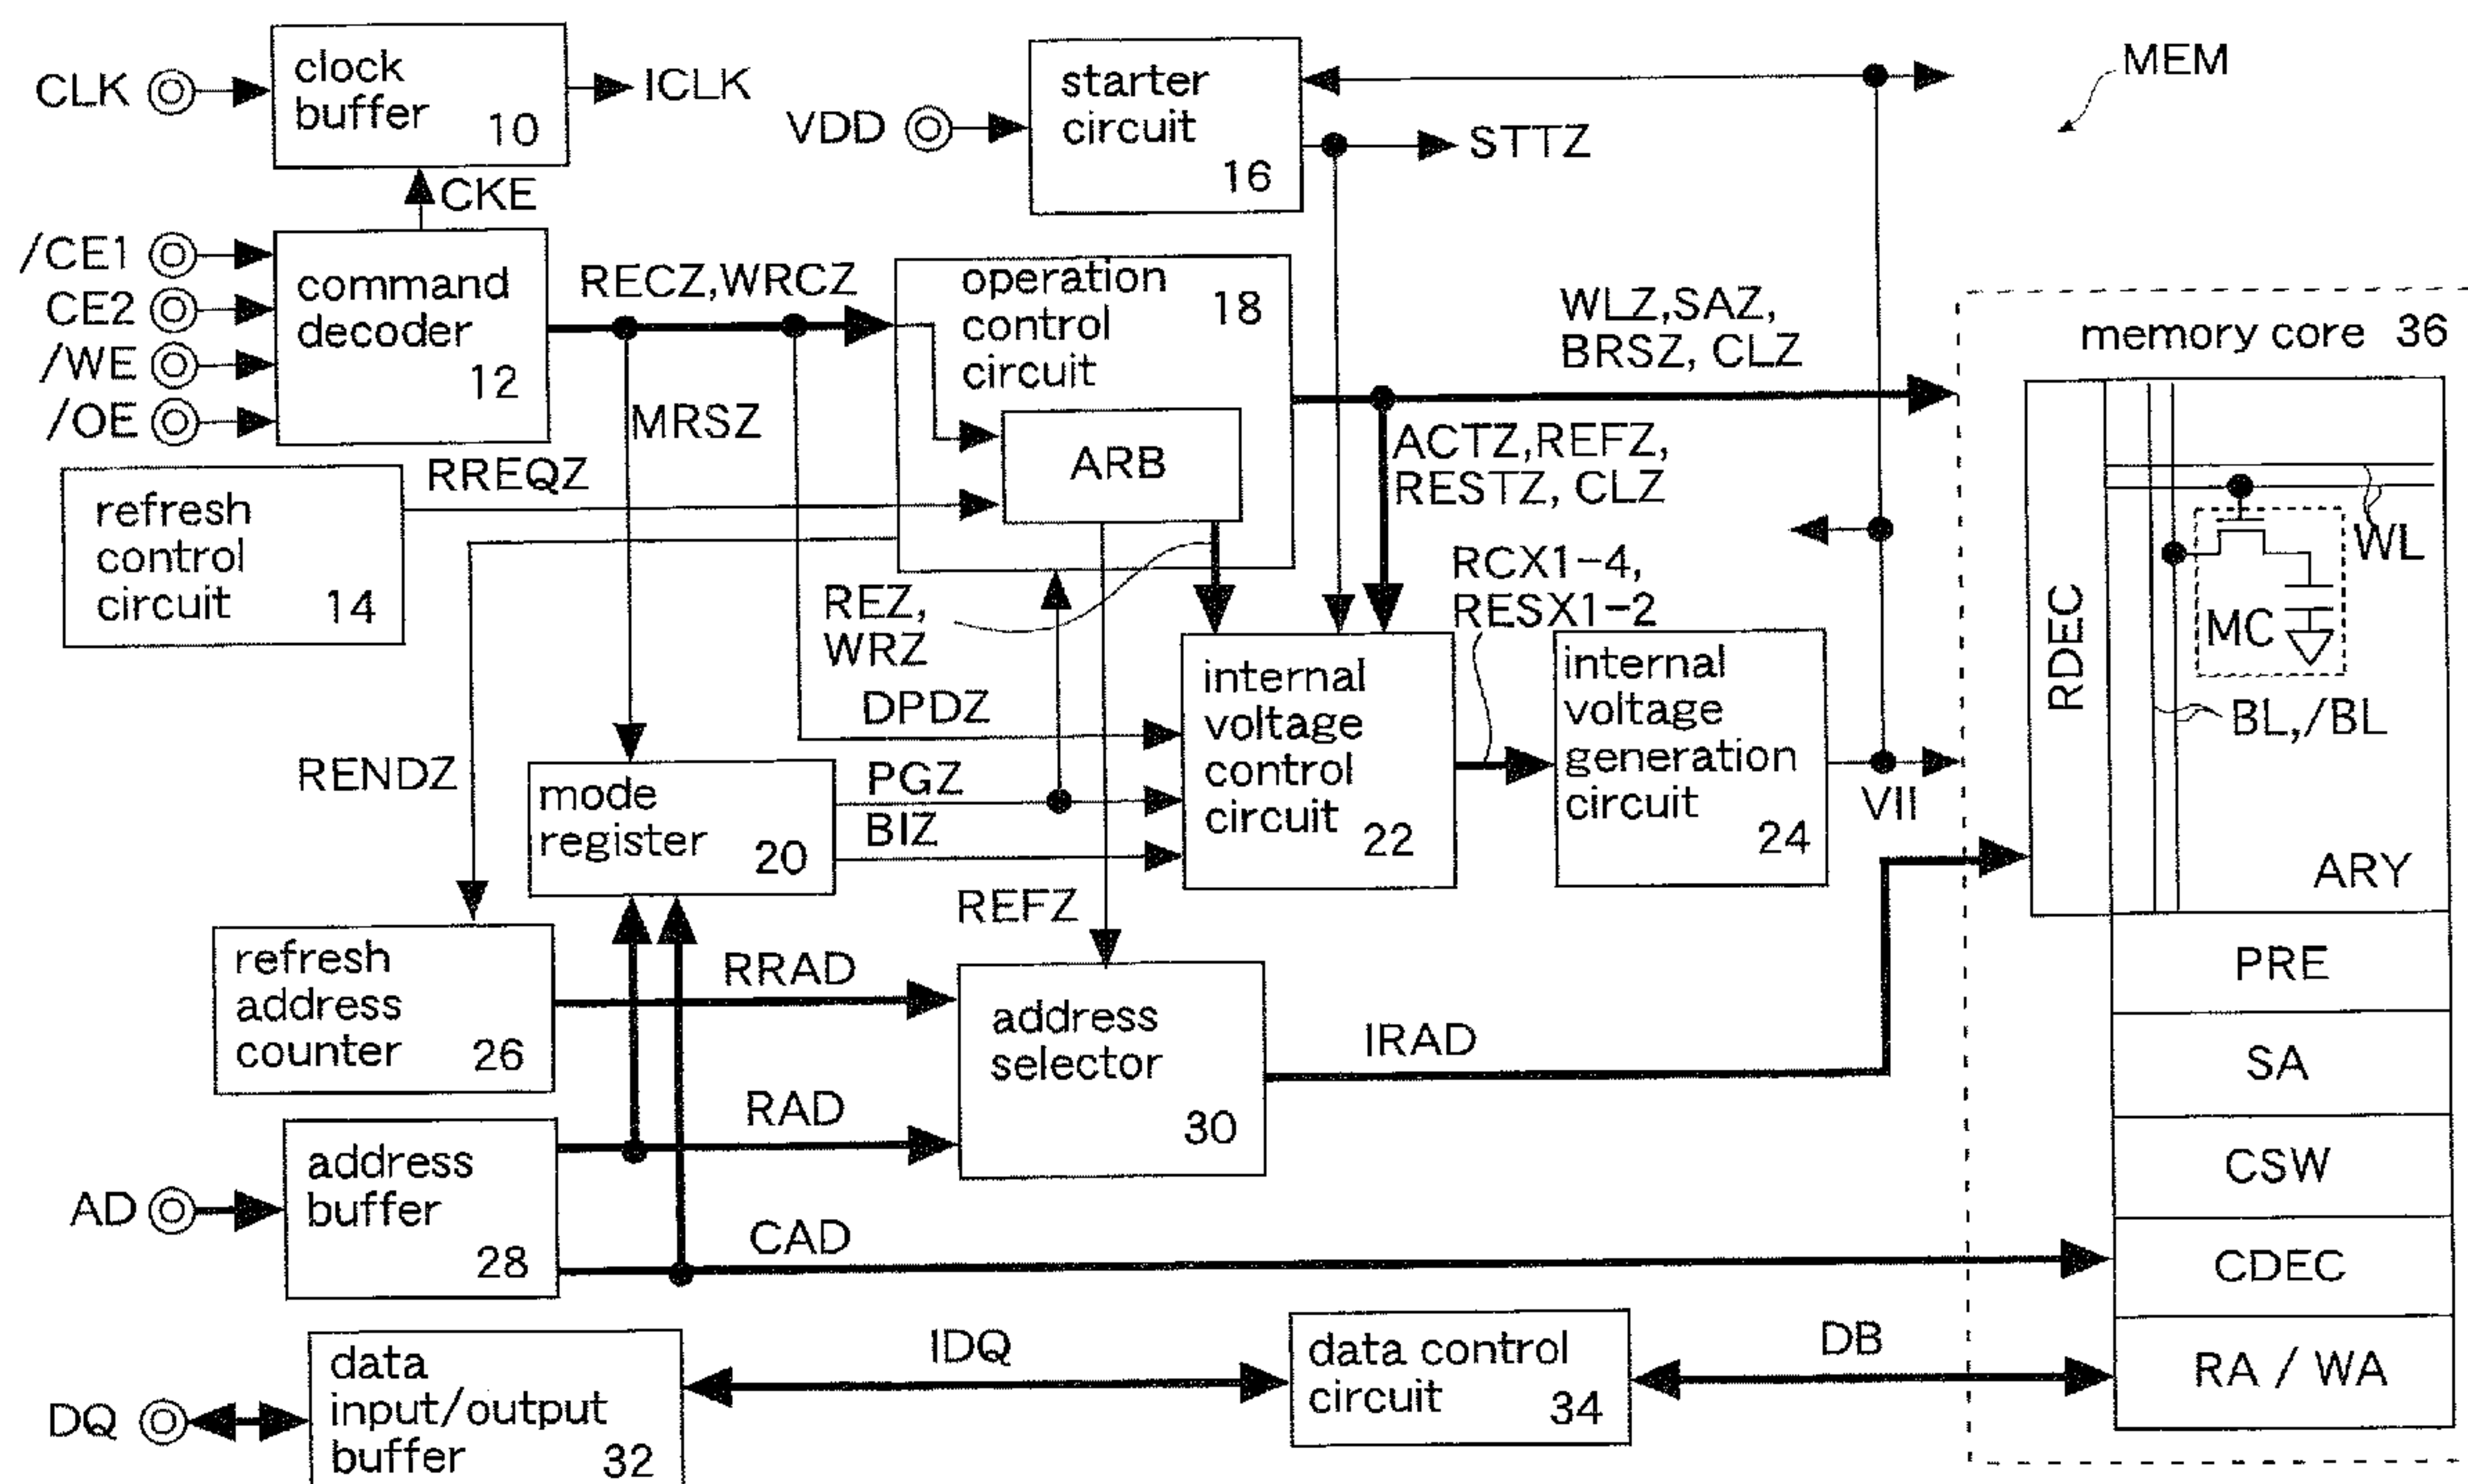 CLK
clock
buffer
10
ICLK
CKE
VDD
starter
circuit
16
STTZ
MEM
/CE1
CE2
/WE
/OE
command
decoder
12
RECZ,WRCZ
MRSZ
operation
control
circuit
18
ARB
WLZ,SAZ,
BRSZ, CLZ
ACTZ,REFZ,
RESTZ, CLZ
memory core 36
refresh
control
circuit
14
RREQZ
RENDZ
REZ,
WRZ
DPDZ
PGZ
BIZ
REFZ
RCX1-4,
RESX1-2
mode
register
20
internal
voltage
control
circuit
22
internal
voltage
generation
circuit
24
VII
RDEC
WL
MC
BL,/BL
ARY
PRE
SA
CSW
CDEC
RA / WA
refresh
address
counter
26
RRAD
RAD
address
selector
30
IRAD
AD
address
buffer
28
CAD
DQ
data
input/output
buffer
32
IDQ
data control
circuit
34
DB